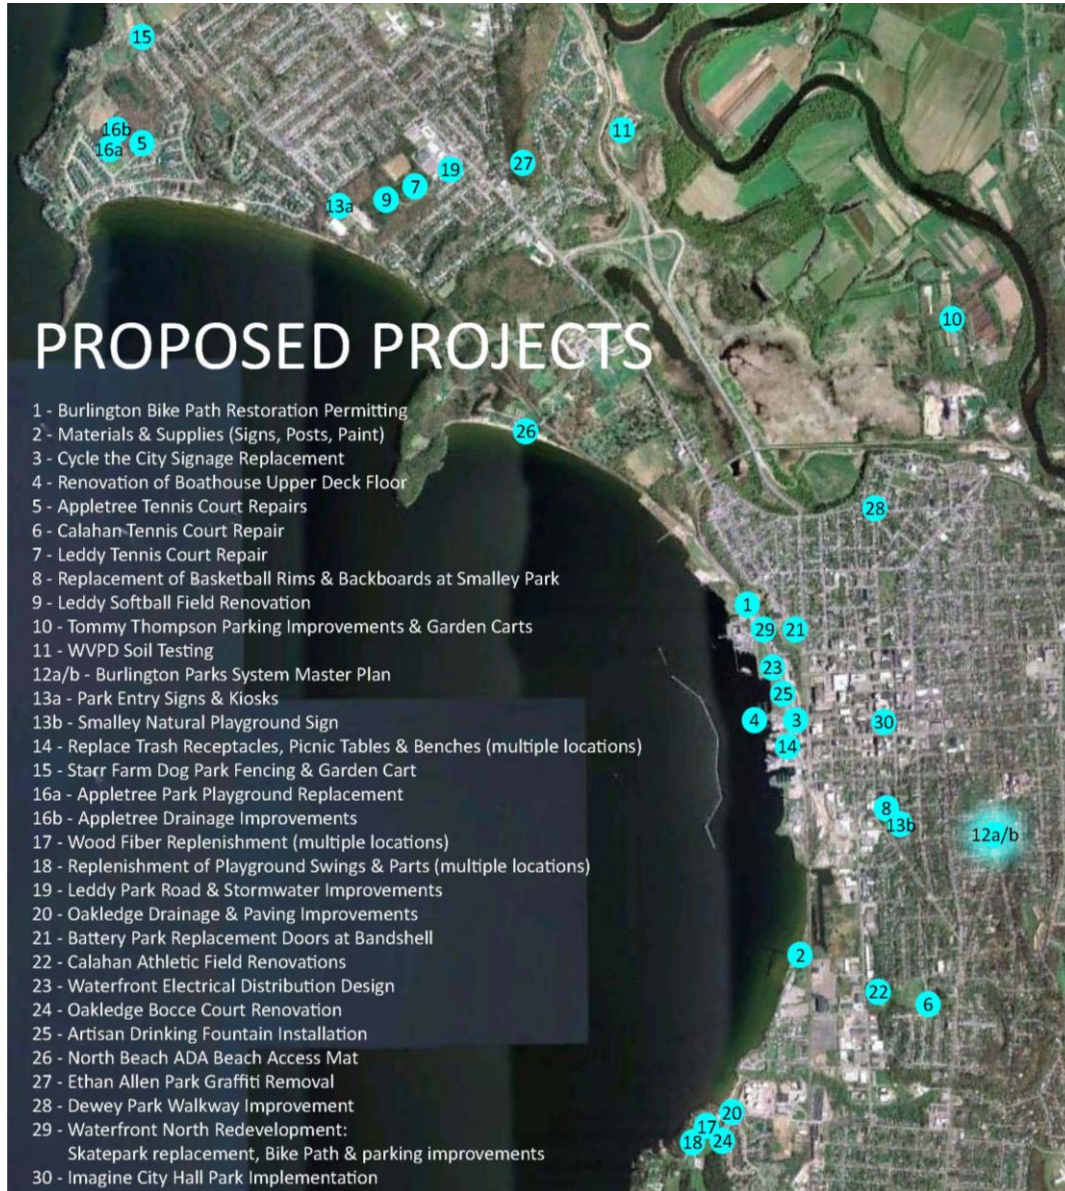 15
16b
16a
5
11
27
19
7
9
13a
10
PROPOSED PROJECTS
26
1 - Burlington Bike Path Restoration Permitting
2 - Materials & Supplies (Signs, Posts, Paint)
3 - Cycle the City Signage Replacement
4 - Renovation of Boathouse Upper Deck Floor
5 - Appletree Tennis Court Repairs
6 - Calahan Tennis Court Repair
7 - Leddy Tennis Court Repair
8 - Replacement of Basketball Rims & Backboards at Smalley Park
9 - Leddy Softball Field Renovation
10 - Tommy Thompson Parking Improvements & Garden Carts
11 - WVPD Soil Testing
12a/b - Burlington Parks System Master Plan
13a - Park Entry Signs & Kiosks
13b - Smalley Natural Playground Sign
14 - Replace Trash Receptacles, Picnic Tables & Benches (multiple locations)
15 - Starr Farm Dog Park Fencing & Garden Cart
16a - Appletree Park Playground Replacement
16b - Appletree Drainage Improvements
17 - Wood Fiber Replenishment (multiple locations)
18 - Replenishment of Playground Swings & Parts (multiple locations)
19 - Leddy Park Road & Stormwater Improvements
20 - Oakledge Drainage & Paving Improvements
21 - Battery Park Replacement Doors at Bandshell
22 - Calahan Athletic Field Renovations
23 - Waterfront Electrical Distribution Design
24 - Oakledge Bocce Court Renovation
25 - Artisan Drinking Fountain Installation
26 - North Beach ADA Beach Access Mat
27 - Ethan Allen Park Graffiti Removal
28 - Dewey Park Walkway Improvement
29 - Waterfront North Redevelopment:
Skatepark replacement, Bike Path & parking improvements
30 - Imagine City Hall Park Implementation
28
1
29
21
23
25
4
3
30
14
8
13b
12a/b
2
22
6
20
17
18
24